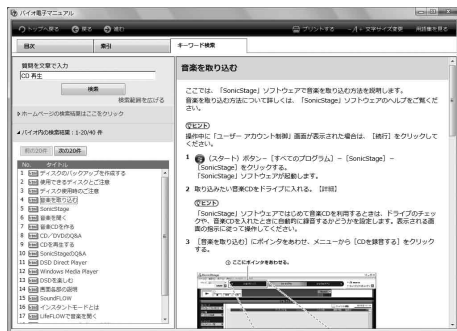 バイオ電子マニュアル
トップへ戻る 戻る 進む
プリントする 文字サイズ変更 用語集を見る
目次 索引 キーワード検索
質問を文章で入力
CD 再生
検索
検索範囲を広げる
ホームページの検索結果はここをクリック
バイオ内の検索結果：1-20/40 件
前の20件 次の20件
No. タイトル
1 ディスクのバックアップを作成する
2 使用できるディスクとご注意
3 ディスク使用時のご注意
4 音楽を取り込む
5 SonicStage
6 音楽を聞く
7 音楽CDを作る
8 CD／DVDのQ&A
9 CDを再生する
10 SonicStageのQ&A
11 DSD Direct Player
12 Windows Media Player
13 DSDを楽しむ
14 各画面各部の説明
15 SoundFLOW
16 インスタントモードとは
17 LifeFLOWで音楽を聞く
音楽を取り込む
ここでは、「SonicStage」ソフトウェアで音楽を取り込む方法を説明します。
音楽を取り込む方法について詳しくは、「SonicStage」ソフトウェアのヘルプをご覧くだ
さい。
ヒント
操作中に「ユーザー アカウント制御」画面が表示された場合は、［続行］をクリックして
ください。
1 （スタート）ボタン－［すべてのプログラム］－［SonicStage］－
［SonicStage］をクリックする。
「SonicStage」ソフトウェアが起動します。
2 取り込みたい音楽CDをドライブに入れる。【詳細】
ヒント
「SonicStage」ソフトウェアではじめて音楽CDを利用するときは、ドライブのチェック
や、音楽CDを入れたときに自動的に録音するかどうかを設定します。表示される画
面の指示に従って操作してください。
3 ［音楽を取り込む］にポインタをあわせ、メニューから［CDを録音する］をクリック
する。
① ここにポインタをあわせる。
SonicStage